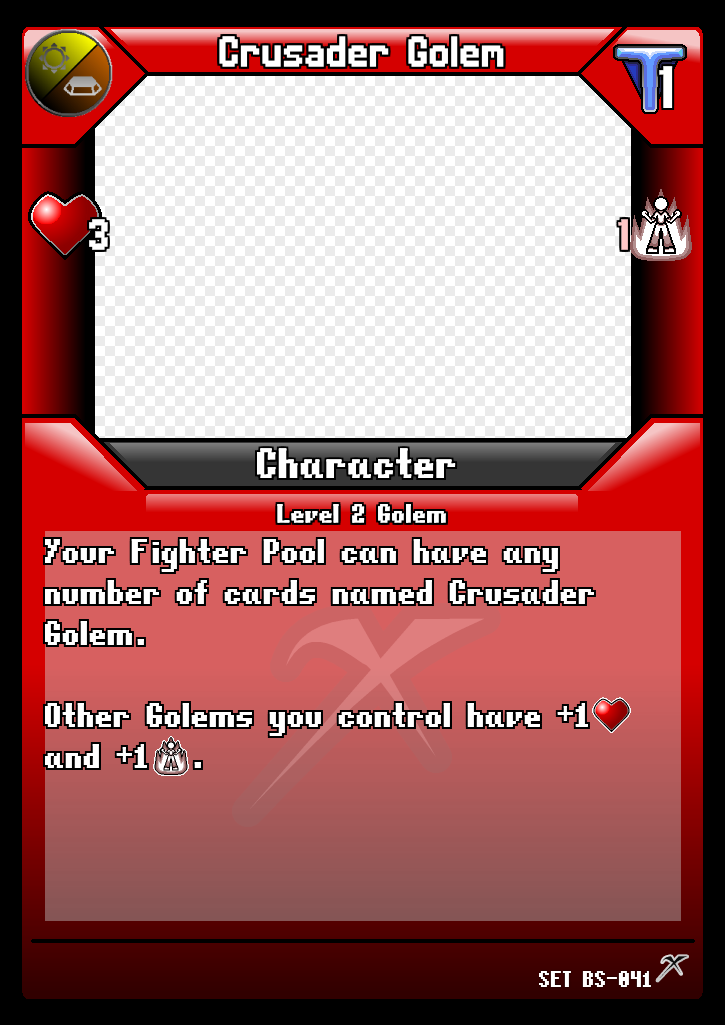 Crusader Golem
T1
3
1
Character
Level 2 Golem
Your Fighter Pool can have any
number of cards named Crusader
Golem.
Other Golems you control have +1
and +1.
SET BS-041